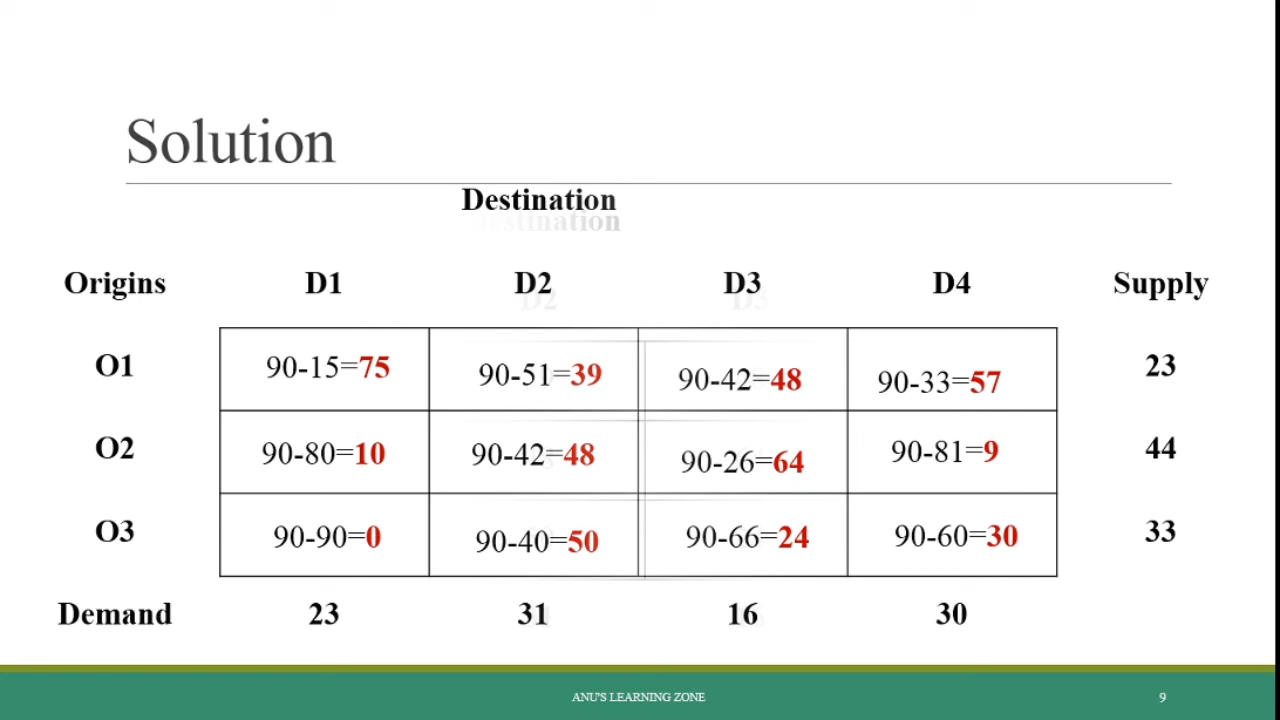 Solution
Destination
Origins D1 D2 D3 D4 Supply
O1 90-15=75 90-51=39 90-42=48 90-33=57 23
O2 90-80=10 90-42=48 90-26=64 90-81=9 44
O3 90-90=0 90-40=50 90-66=24 90-60=30 33
Demand 23 31 16 30
ANU'S LEARNING ZONE 9